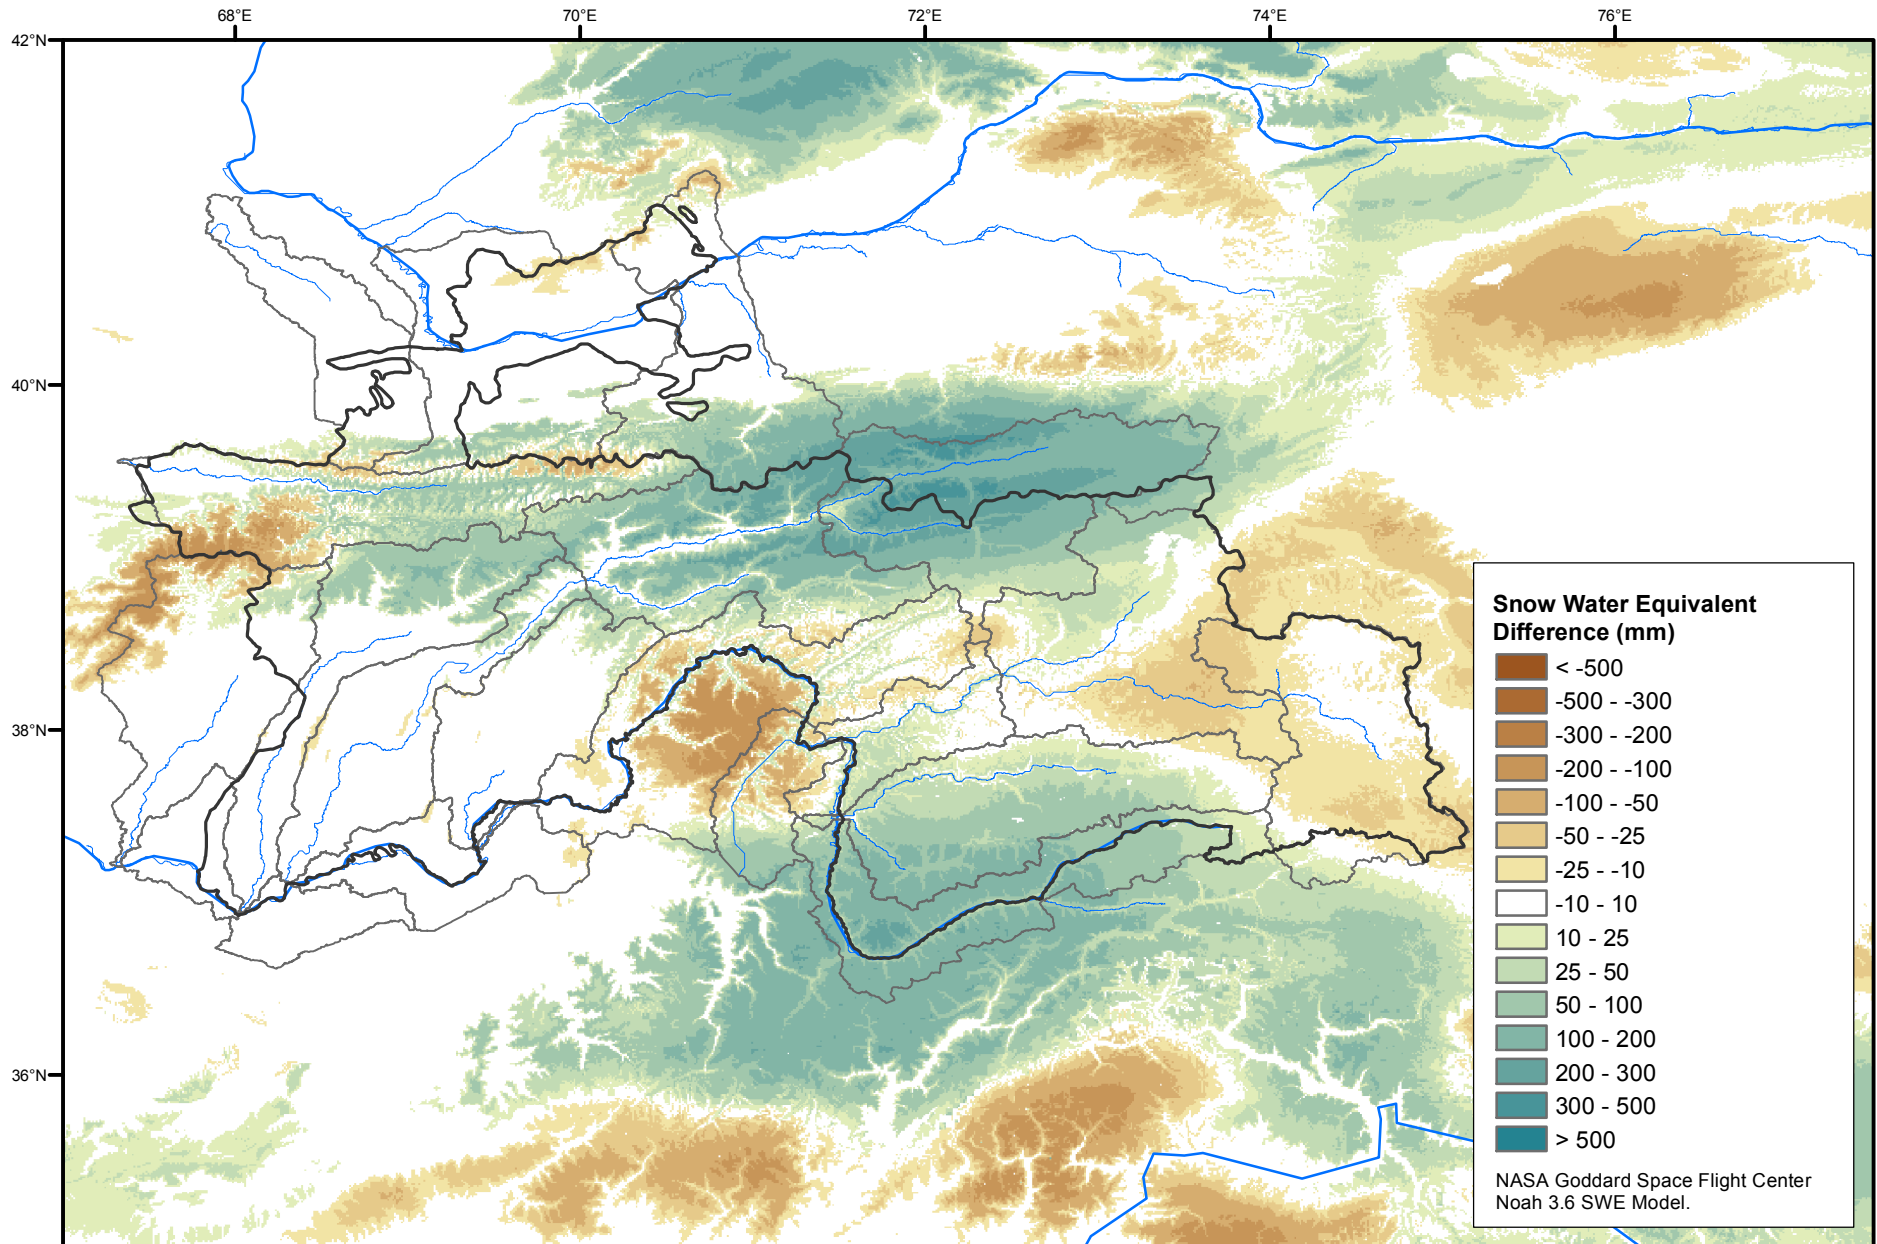 68°E 70°E 72°E 74°E 76°E
42°N
40°N
38°N
36°N
Snow Water Equivalent
Difference (mm)
< -500
-500 - -300
-300 - -200
-200 - -100
-100 - -50
-50 - -25
-25 - -10
-10 - 10
10 - 25
25 - 50
50 - 100
100 - 200
200 - 300
300 - 500
> 500
NASA Goddard Space Flight Center
Noah 3.6 SWE Model.